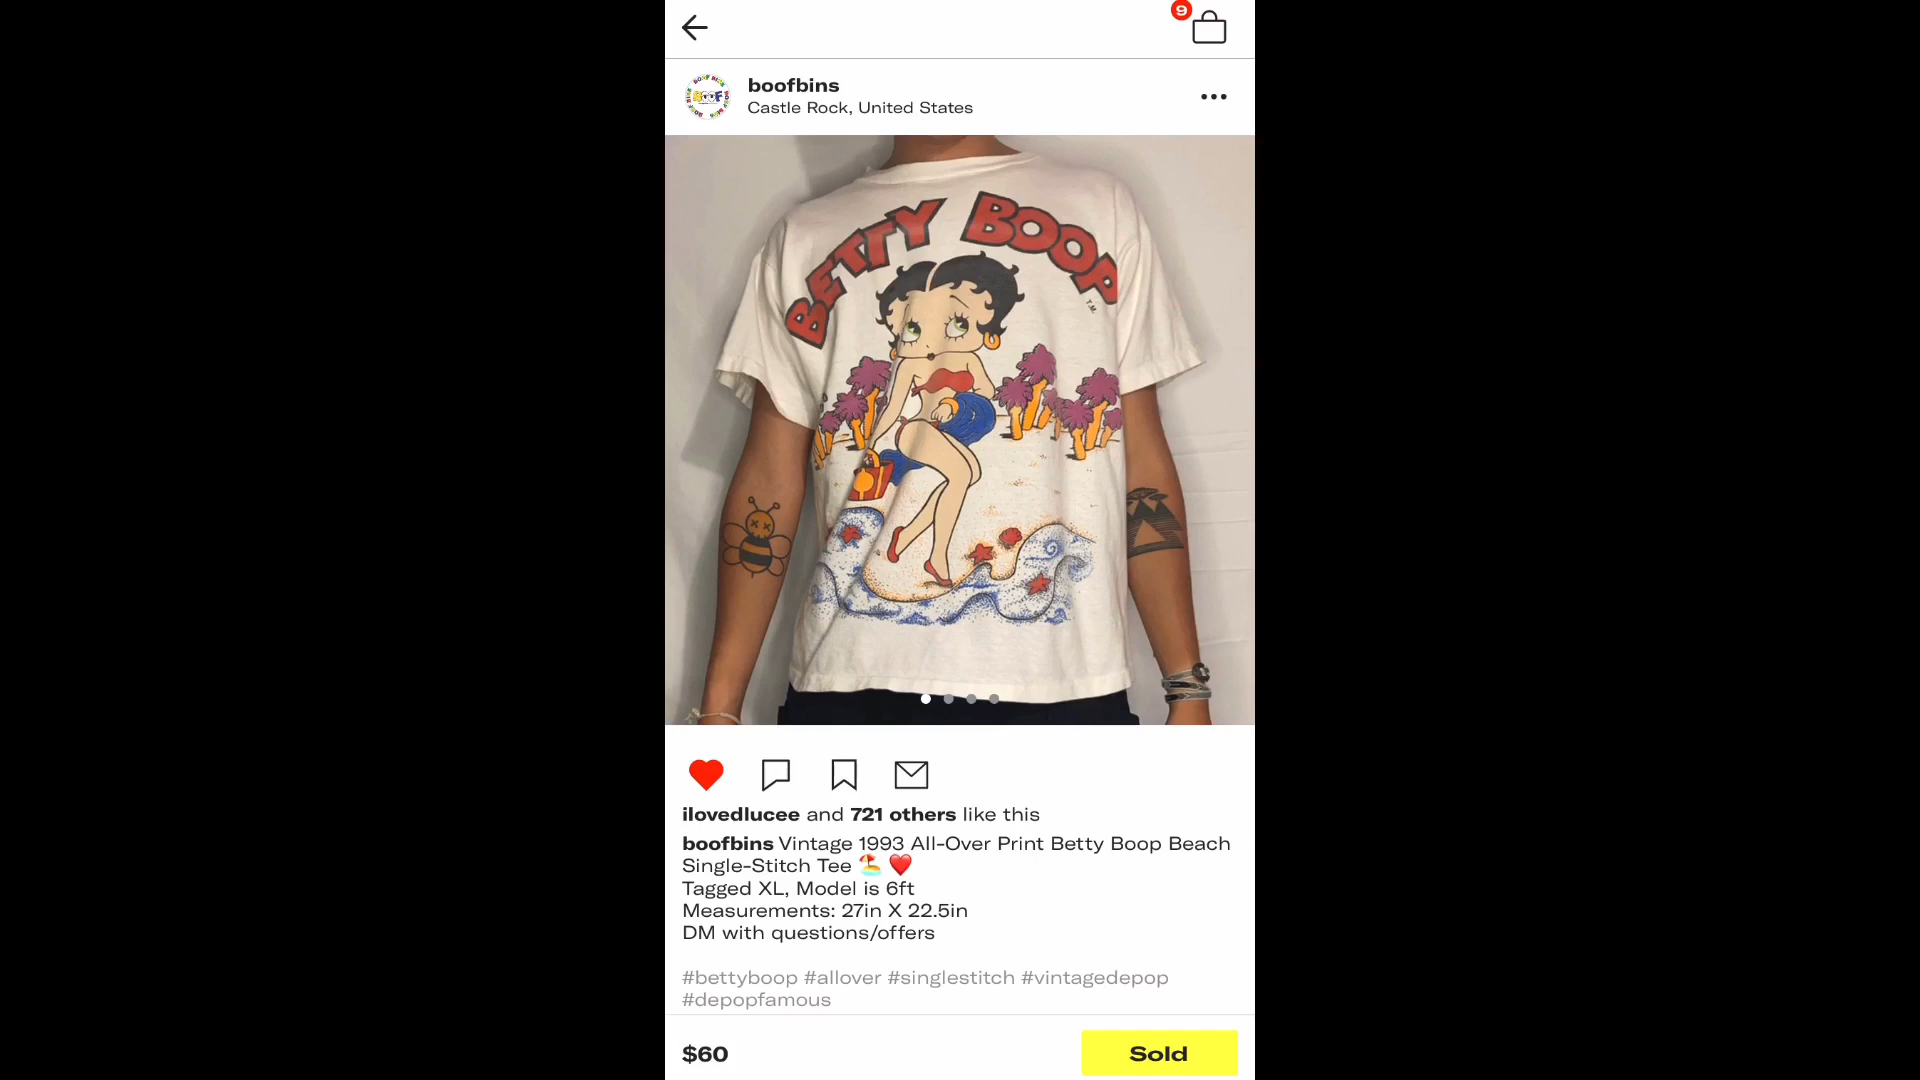 9
boofbins
Castle Rock, United States
BETTY BOOP
T.M.
ilovedlucee and 721 others like this
boofbins Vintage 1993 All-Over Print Betty Boop Beach
Single-Stitch Tee 🏖️ ❤️
Tagged XL, Model is 6ft
Measurements: 27in X 22.5in
DM with questions/offers
#bettyboop #allover #singlestitch #vintagedepop
#depopfamous
$60
Sold